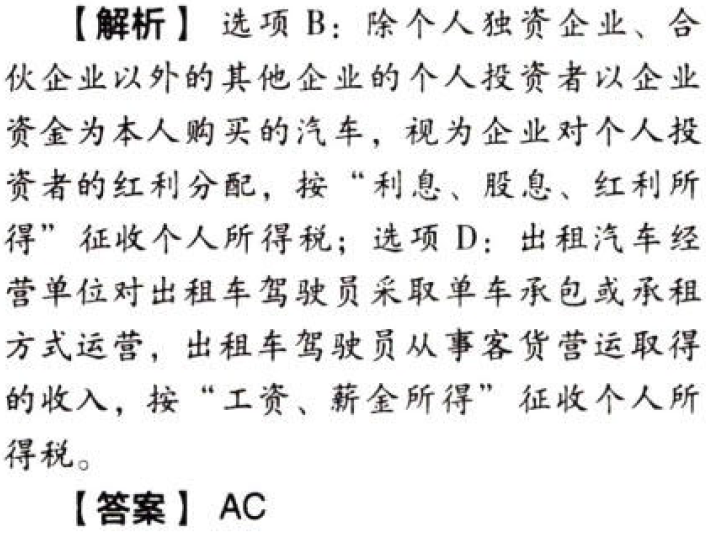 【解析】 选项 B：除个人独资企业、合
伙企业以外的其他企业的个人投资者以企业
资金为本人购买的汽车，视为企业对个人投
资者的红利分配，按“利息、股息、红利所
得”征收个人所得税；选项 D：出租汽车经
营单位对出租车驾驶员采取单车承包或承租
方式运营，出租车驾驶员从事客货营运取得
的收入，按“工资、薪金所得”征收个人所
得税。
【答案】 AC